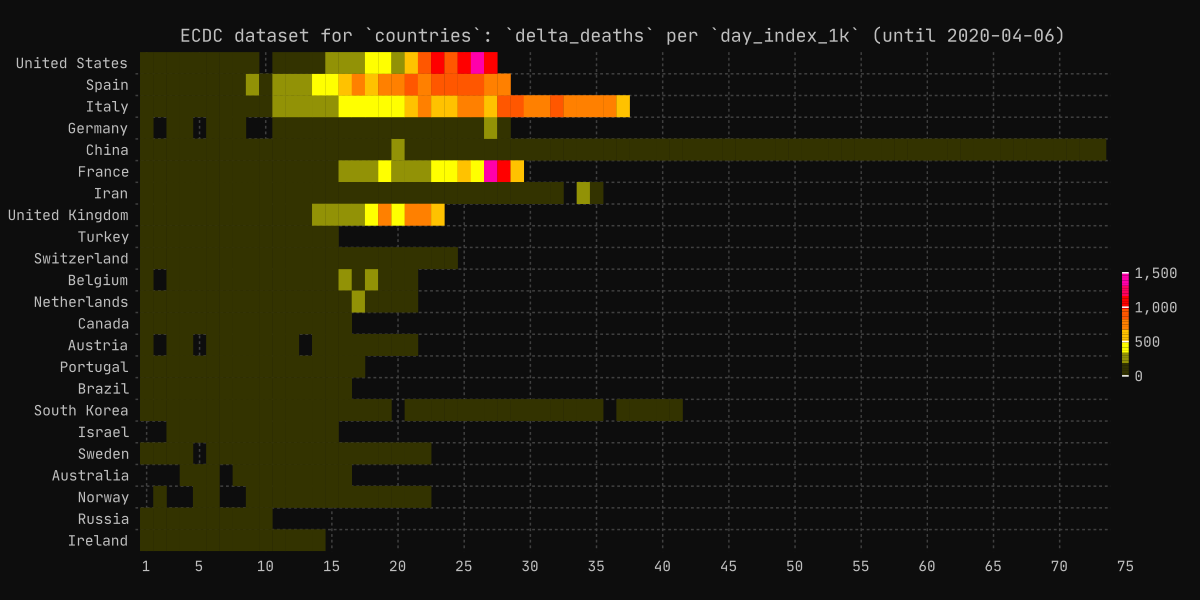 ECDC dataset for `countries`: `delta_deaths` per `day_index_1k` (until 2020-04-06)
United States
Spain
Italy
Germany
China
France
Iran
United Kingdom
Turkey
Switzerland
Belgium
Netherlands
Canada
Austria
Portugal
Brazil
South Korea
Israel
Sweden
Australia
Norway
Russia
Ireland
1 5 10 15 20 25 30 35 40 45 50 55 60 65 70 75
1,500
1,000
500
0